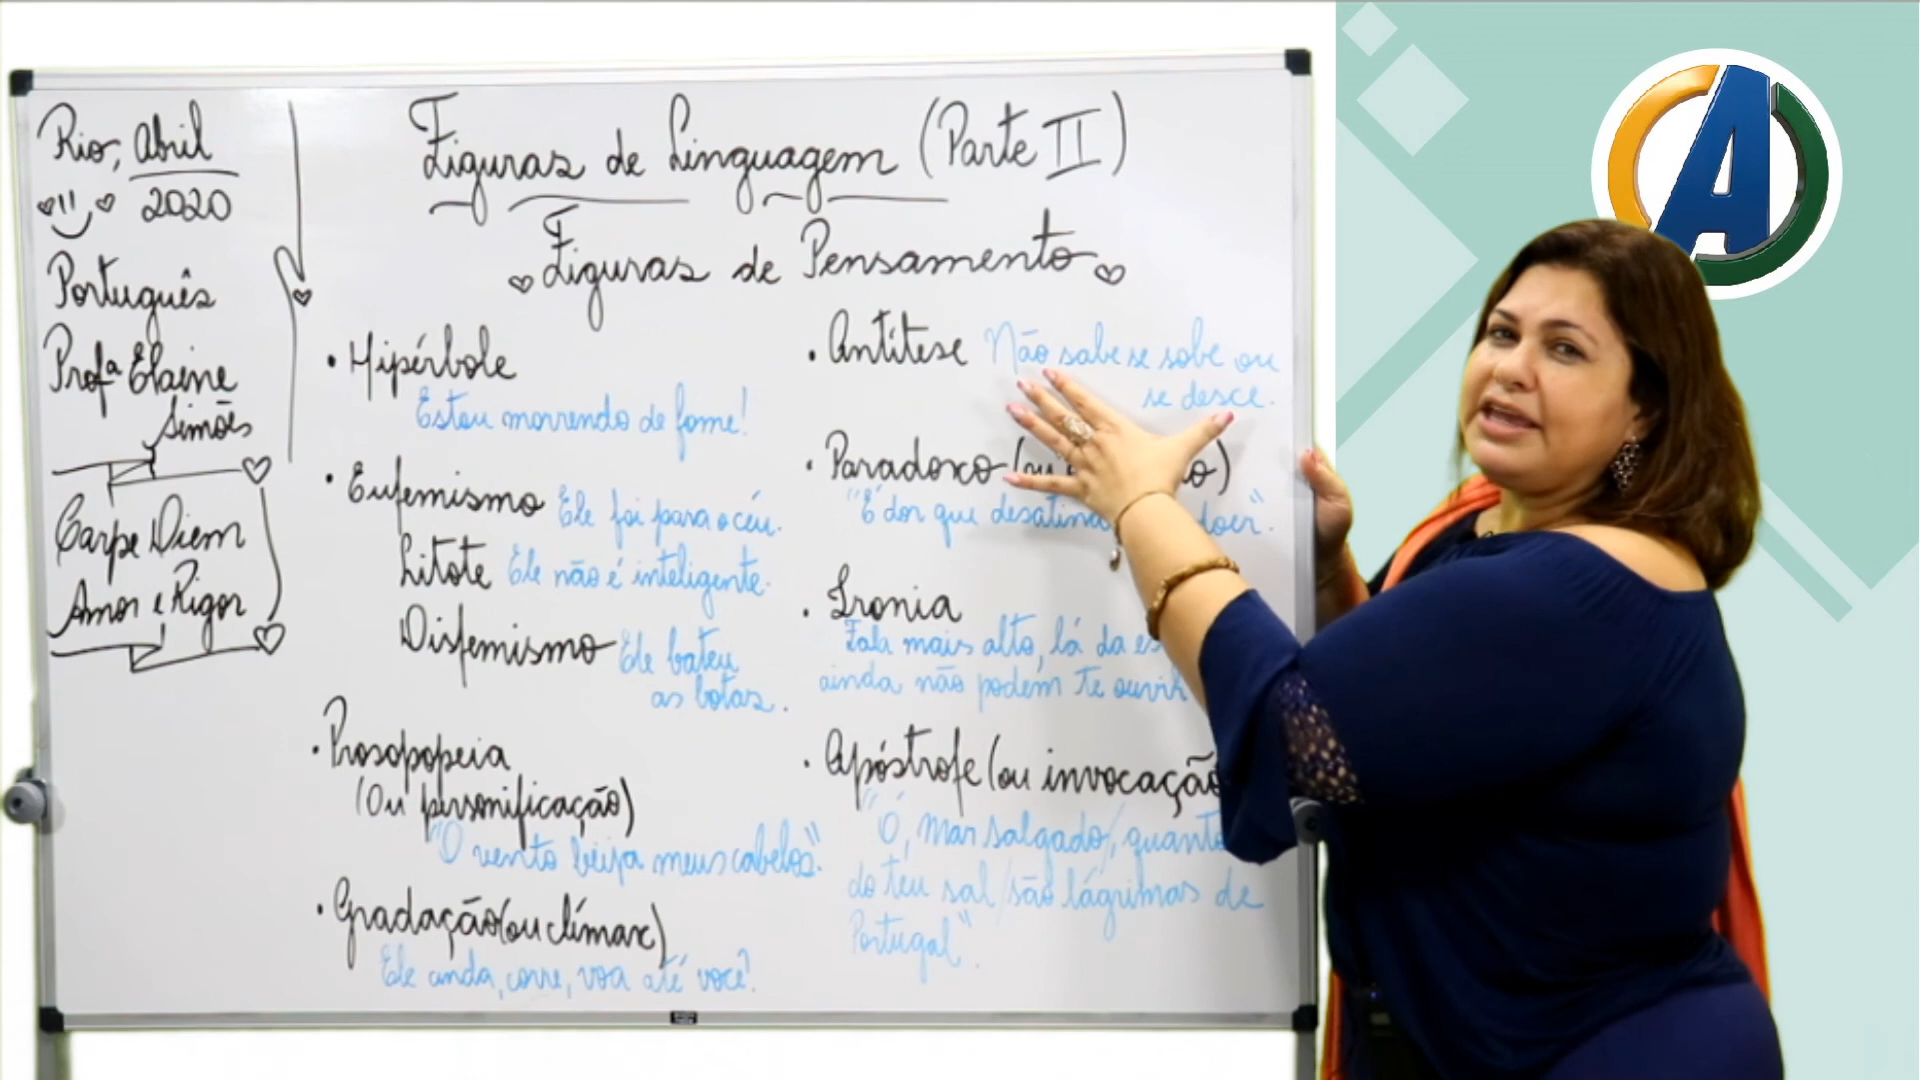 Rio, Abril
2020
Português
Profª Elaine
Simões
Carpe Diem
Amor e Rigor
Figuras de Linguagem (Parte II)
Figuras de Pensamento
• Hipérbole
Estou morrendo de fome!
• Eufemismo Ele foi para o céu.
Litote Ele não é inteligente.
Disfemismo Ele bateu
as botas.
• Prosopopeia
(Ou personificação)
"O vento beija meus cabelos".
• Gradação (ou clímax)
Ele anda, corre, voa até você!
• Antítese Não sabe se sobe ou
se desce.
• Paradoxo (ou
"É dor que desatina doer".
• Ironia
Fala mais alto, lá da
ainda não podem te ouvir
• Apóstrofe (ou invocação
"Ó, mar salgado/, quanto
do teu sal/são lágrimas de
Portugal".
A